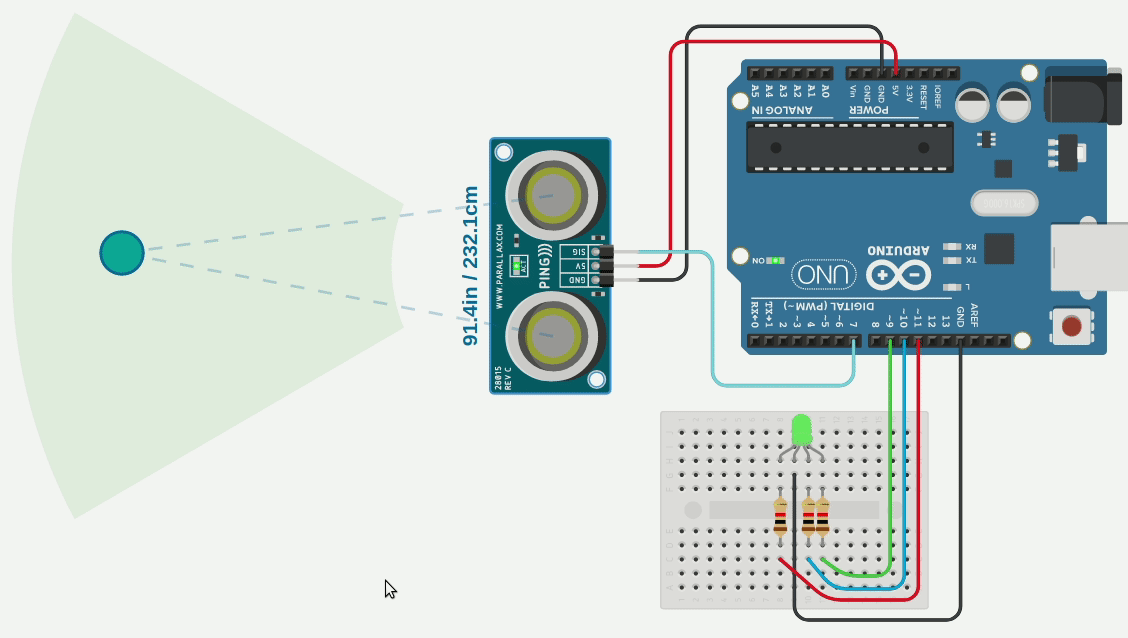 91.4in / 232.1cm
WWW.PARALLAX.COM
PING)))
ACT
SIG
5V
GND
28015
REV C
A5 A4 A3 A2 A1 A0
ANALOG IN
Vin GND GND 5V 3.3V RESET IOREF
POWER
ON
UNO
ARDUINO
RX
TX
L
DIGITAL (PWM ~)
RX←0 TX→1 2 ~3 4 ~5 ~6 7 8 ~9 ~10 ~11 12 13 GND AREF